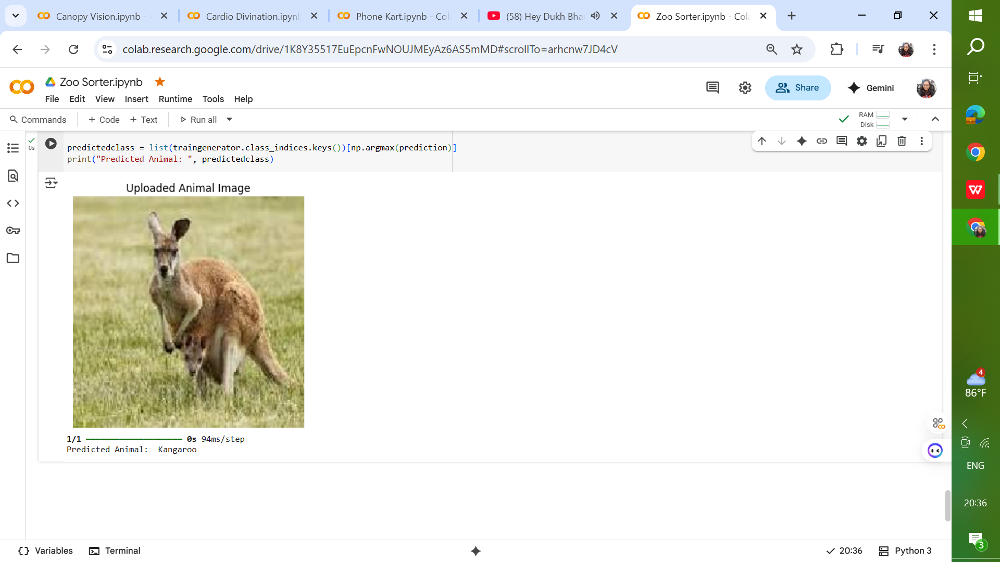 Canopy Vision.ipynb -
Cardio Divination.ipynb
Phone Kart.ipynb - Col
(58) Hey Dukh Bha
Zoo Sorter.ipynb - Col
colab.research.google.com/drive/1K8Y35517EuEpcnFwNOUJMEyAz6AS5mMD#scrollTo=arhcnw7JD4cV
Zoo Sorter.ipynb
File Edit View Insert Runtime Tools Help
Share
Gemini
Commands + Code + Text Run all
RAM
Disk
0s
predictedclass = list(traingenerator.class_indices.keys())[np.argmax(prediction)]
print("Predicted Animal: ", predictedclass)
Uploaded Animal Image
1/1 0s 94ms/step
Predicted Animal:  Kangaroo
Variables Terminal
20:36 Python 3
4
86°F
ENG
20:36
3